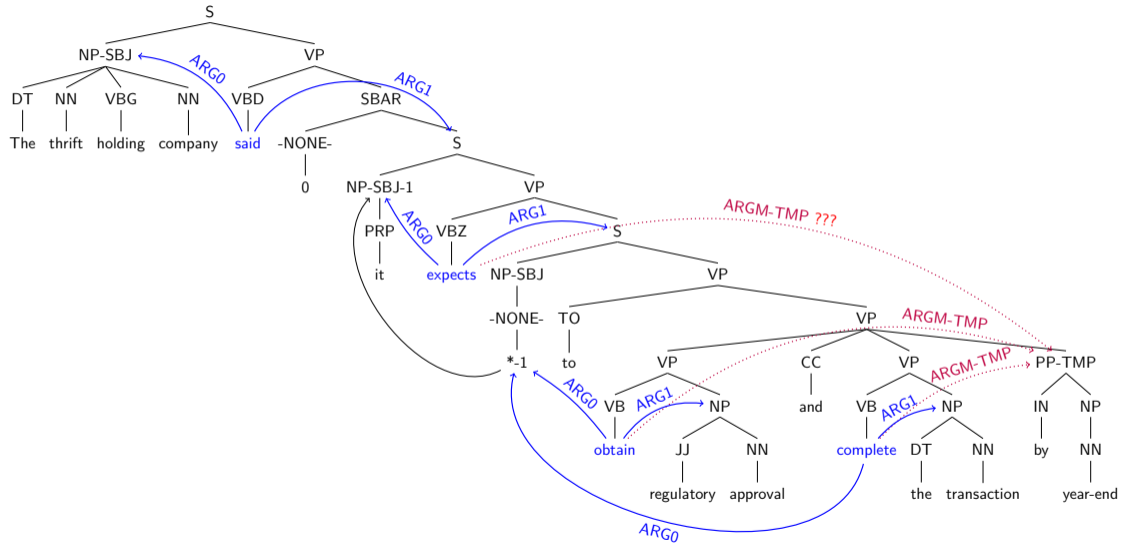 S
NP-SBJ VP
ARG0 ARG1
DT NN VBG NN VBD SBAR
The thrift holding company said -NONE- S
0 NP-SBJ-1 VP
ARGM-TMP ???
ARG0 ARG1
PRP VBZ S
it expects NP-SBJ VP
-NONE- TO VP
ARGM-TMP
*-1 to VP CC VP PP-TMP
ARGM-TMP
ARG0 ARG1 ARG1
VB NP and VB NP IN NP
obtain JJ NN complete DT NN by NN
regulatory approval the transaction year-end
ARG0